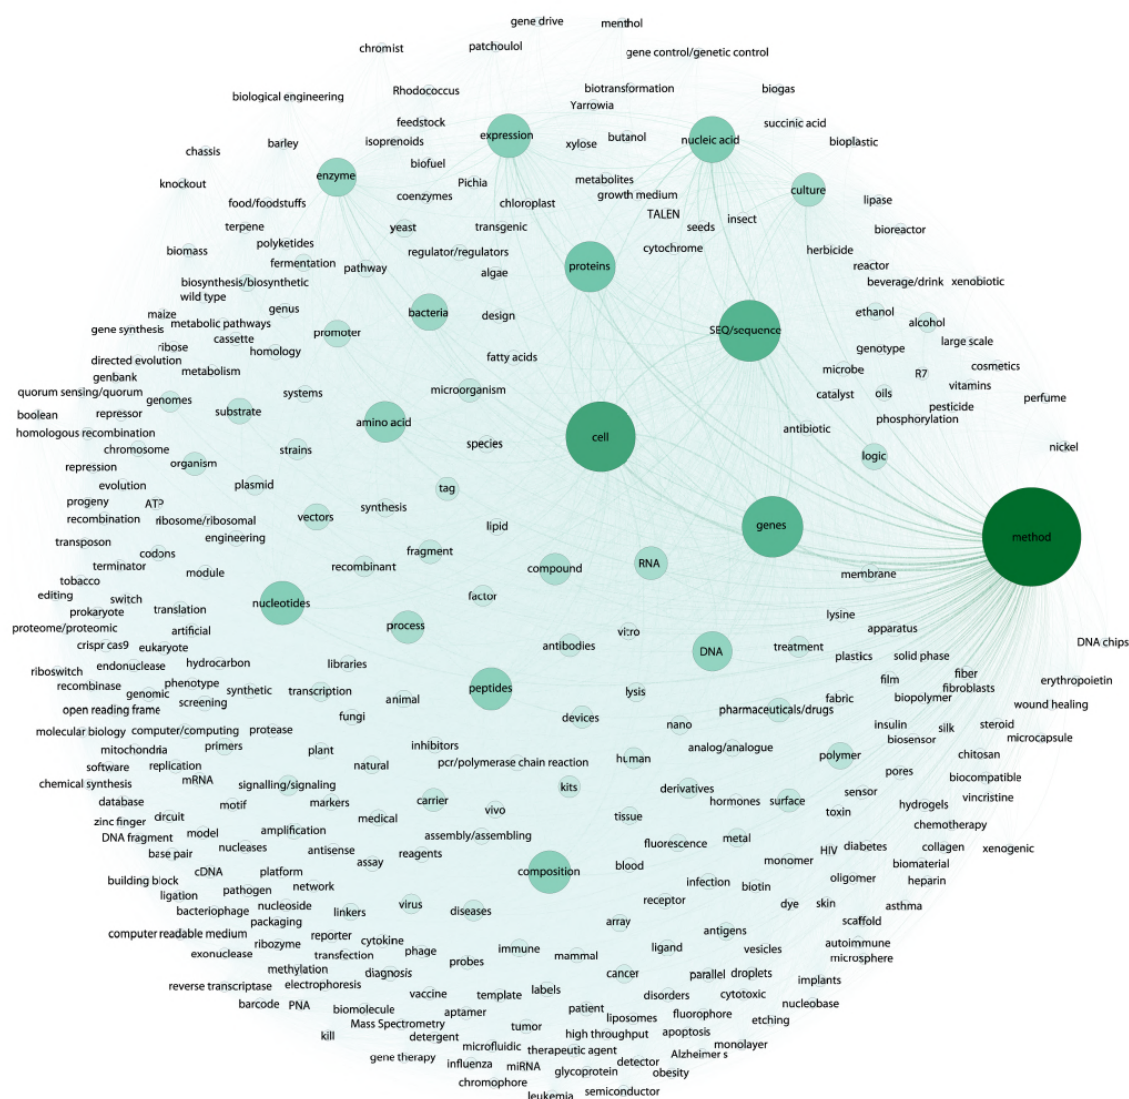 gene drive
menthol
chromist
patchoulol
gene control/genetic control
biological engineering
Rhodococcus
biotransformation
biogas
Yarrowia
feedstock
expression
succinic acid
chassis
barley
isoprenoids
xylose
butanol
nucleic acid
bioplastic
biofuel
knockout
enzyme
Pichia
metabolites
culture
food/foodstuffs
coenzymes
chloroplast
growth medium
lipase
terpene
yeast
transgenic
TALEN
seeds
insect
bioreactor
biomass
polyketides
regulator/regulators
cytochrome
herbicide
fermentation
pathway
algae
proteins
reactor
biosynthesis/biosynthetic
beverage/drink
xenobiotic
wild type
maize
genus
bacteria
design
ethanol
gene synthesis
metabolic pathways
promoter
SEQ/sequence
alcohol
ribose
cassette
homology
fatty acids
genotype
large scale
directed evolution
metabolism
microbe
R7
cosmetics
genbank
quorum sensing/quorum
genomes
systems
microorganism
catalyst
oils
vitamins
perfume
boolean
repressor
substrate
amino acid
pesticide
phosphorylation
homologous recombination
species
cell
antibiotic
nickel
chromosome
strains
logic
repression
organism
evolution
plasmid
tag
progeny
ATP
synthesis
recombination
ribosome/ribosomal
vectors
lipid
genes
method
transposon
engineering
codons
fragment
terminator
module
recombinant
compound
RNA
membrane
tobacco
editing
switch
nucleotides
factor
prokaryote
translation
lysine
proteome/proteomic
artificial
process
vitro
apparatus
crispr cas9
eukaryote
antibodies
DNA
treatment
DNA chips
riboswitch
endonuclease
hydrocarbon
libraries
plastics
solid phase
recombinase
phenotype
genomic
synthetic
transcription
animal
peptides
lysis
film
fiber
fibroblasts
erythropoietin
open reading frame
screening
fabric
biopolymer
wound healing
fungi
devices
nano
pharmaceuticals/drugs
molecular biology
computer/computing
protease
insulin
silk
steroid
mitochondria
primers
plant
inhibitors
analog/analogue
biosensor
microcapsule
software
replication
natural
pcr/polymerase chain reaction
human
polymer
chitosan
chemical synthesis
mRNA
signalling/signaling
kits
derivatives
pores
biocompatible
database
motif
markers
carrier
vivo
hormones
surface
sensor
hydrogels
vincristine
zinc finger
circuit
medical
tissue
toxin
chemotherapy
DNA fragment
model
amplification
assembly/assembling
fluorescence
metal
base pair
nucleases
antisense
assay
reagents
HIV
diabetes
collagen
xenogenic
cDNA
platform
composition
blood
monomer
biomaterial
building block
pathogen
network
infection
biotin
oligomer
heparin
ligation
nucleoside
virus
receptor
dye
skin
asthma
bacteriophage
packaging
linkers
diseases
array
antigens
scaffold
computer readable medium
ribozyme
reporter
cytokine
autoimmune
exonuclease
transfection
phage
immune
mammal
ligand
vesicles
microsphere
methylation
diagnosis
probes
cancer
parallel
droplets
implants
reverse transcriptase
electrophoresis
vaccine
template
labels
disorders
cytotoxic
nucleobase
barcode
PNA
biomolecule
aptamer
patient
liposomes
fluorophore
etching
Mass Spectrometry
tumor
high throughput
apoptosis
kill
detergent
microfluidic
therapeutic agent
monolayer
gene therapy
influenza
miRNA
glycoprotein
detector
Alzheimer s
obesity
chromophore
leukemia
semiconductor